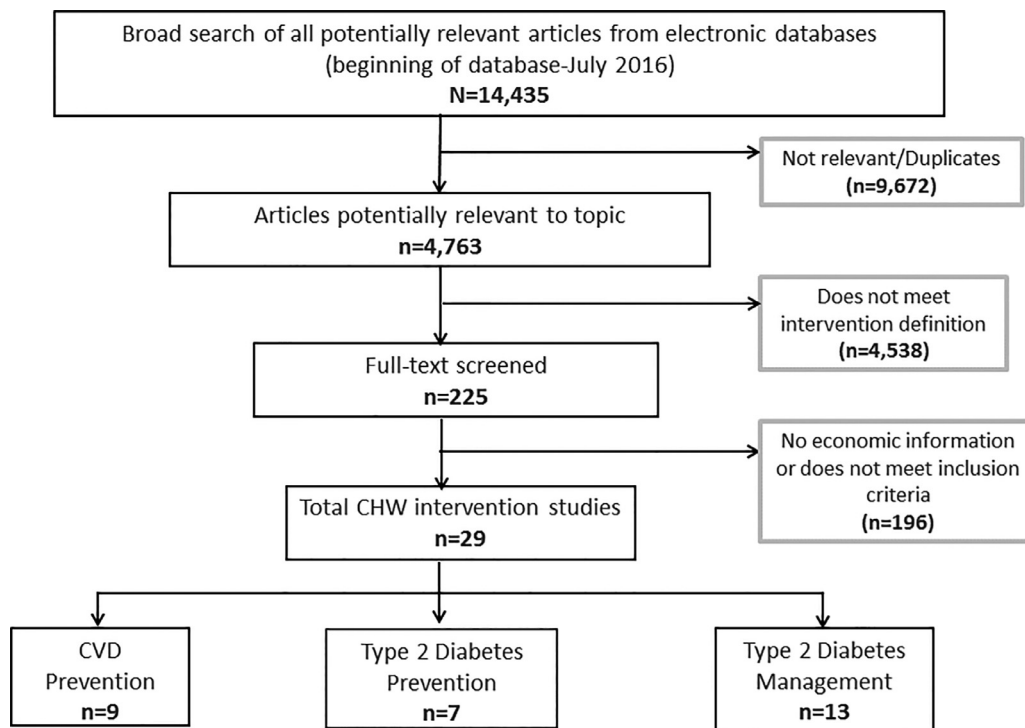 Broad search of all potentially relevant articles from electronic databases
(beginning of database-July 2016)
N=14,435
Not relevant/Duplicates
(n=9,672)
Articles potentially relevant to topic
n=4,763
Does not meet
intervention definition
(n=4,538)
Full-text screened
n=225
No economic information
or does not meet inclusion
criteria
(n=196)
Total CHW intervention studies
n=29
CVD
Prevention
n=9
Type 2 Diabetes
Prevention
n=7
Type 2 Diabetes
Management
n=13